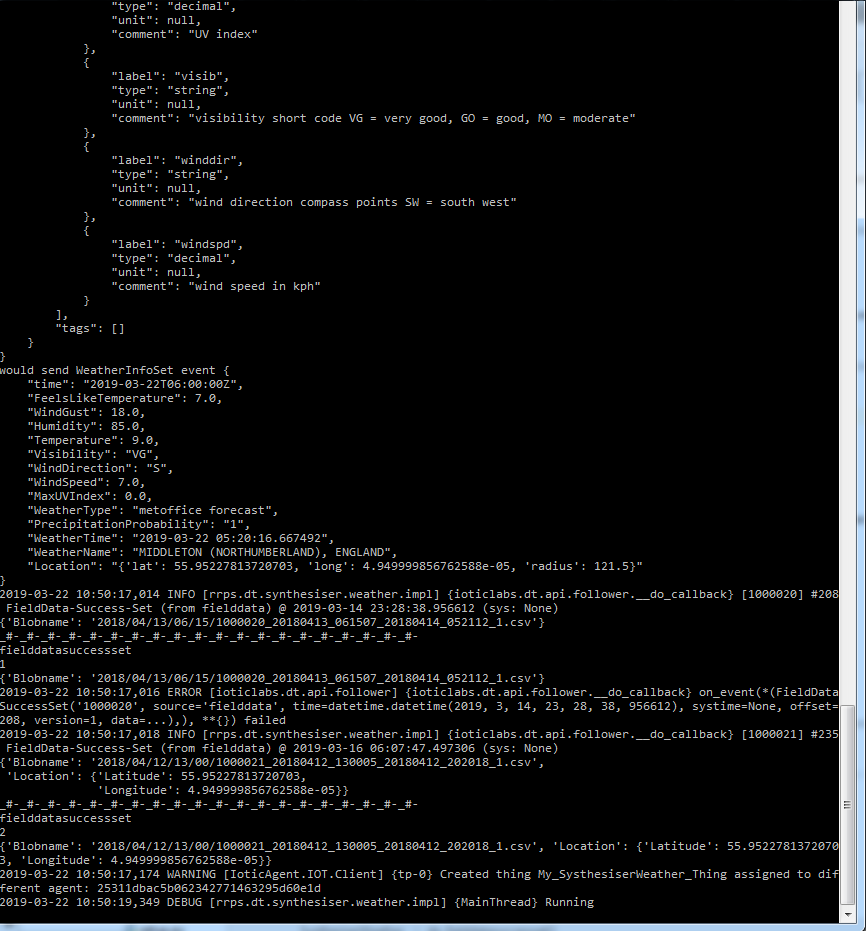 "type": "decimal",
"unit": null,
"comment": "UV index"
},
{
"label": "visib",
"type": "string",
"unit": null,
"comment": "visibility short code VG = very good, GO = good, MO = moderate"
},
{
"label": "winddir",
"type": "string",
"unit": null,
"comment": "wind direction compass points SW = south west"
},
{
"label": "windspd",
"type": "decimal",
"unit": null,
"comment": "wind speed in kph"
}
],
"tags": []
}
}
would send WeatherInfoSet event {
"time": "2019-03-22T06:00:00Z",
"FeelsLikeTemperature": 7.0,
"WindGust": 18.0,
"Humidity": 85.0,
"Temperature": 9.0,
"Visibility": "VG",
"WindDirection": "S",
"WindSpeed": 7.0,
"MaxUVIndex": 0.0,
"WeatherType": "metoffice forecast",
"PrecipitationProbability": "1",
"WeatherTime": "2019-03-22 05:20:16.667492",
"WeatherName": "MIDDLETON (NORTHUMBERLAND), ENGLAND",
"Location": "{'lat': 55.95227813720703, 'long': 4.949999856762588e-05, 'radius': 121.5}"
}
2019-03-22 10:50:17,014 INFO [rrps.dt.synthesiser.weather.impl] {ioticlabs.dt.api.follower.__do_callback} [1000020] #208
FieldData-Success-Set (from fielddata) @ 2019-03-14 23:28:38.956612 (sys: None)
{'Blobname': '2018/04/13/06/15/1000020_20180413_061507_20180414_052112_1.csv'}
_#-_#-_#-_#-_#-_#-_#-_#-_#-_#-_#-_#-_#-_#-_#-_#-_#-_#-_#-_#-
fielddatasuccessset
1
{'Blobname': '2018/04/13/06/15/1000020_20180413_061507_20180414_052112_1.csv'}
2019-03-22 10:50:17,016 ERROR [ioticlabs.dt.api.follower] {ioticlabs.dt.api.follower.__do_callback} on_event(*(FieldData
SuccessSet('1000020', source='fielddata', time=datetime.datetime(2019, 3, 14, 23, 28, 38, 956612), systime=None, offset=
208, version=1, data=...),), **{}) failed
2019-03-22 10:50:17,018 INFO [rrps.dt.synthesiser.weather.impl] {ioticlabs.dt.api.follower.__do_callback} [1000021] #235
FieldData-Success-Set (from fielddata) @ 2019-03-16 06:07:47.497306 (sys: None)
{'Blobname': '2018/04/12/13/00/1000021_20180412_130005_20180412_202018_1.csv',
'Location': {'Latitude': 55.95227813720703,
'Longitude': 4.949999856762588e-05}}
_#-_#-_#-_#-_#-_#-_#-_#-_#-_#-_#-_#-_#-_#-_#-_#-_#-_#-_#-_#-
fielddatasuccessset
2
{'Blobname': '2018/04/12/13/00/1000021_20180412_130005_20180412_202018_1.csv', 'Location': {'Latitude': 55.9522781372070
3, 'Longitude': 4.949999856762588e-05}}
2019-03-22 10:50:17,174 WARNING [IoticAgent.IOT.Client] {tp-0} Created thing My_SysthesiserWeather_Thing assigned to dif
ferent agent: 25311dbac5b062342771463295d60e1d
2019-03-22 10:50:19,349 DEBUG [rrps.dt.synthesiser.weather.impl] {MainThread} Running